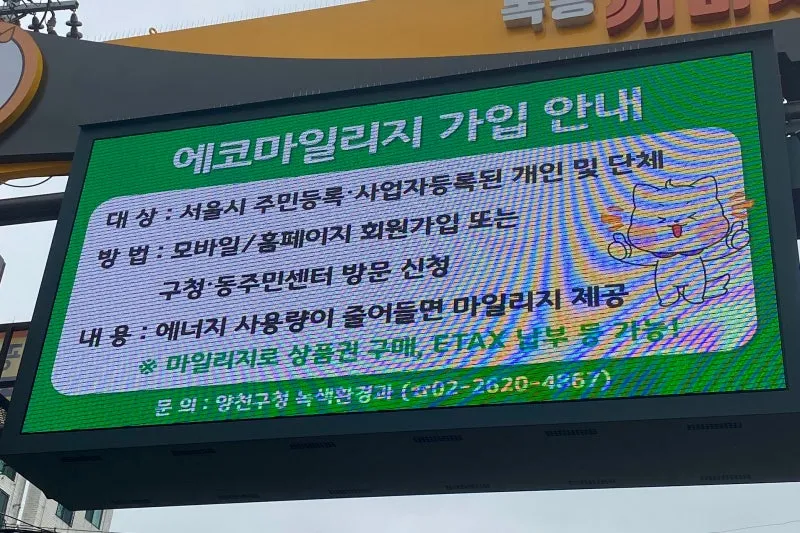 에코마일리지 가입 안내
대 상 : 서울시 주민등록·사업자등록된 개인 및 단체
방 법 : 모바일/홈페이지 회원가입 또는
구청·동주민센터 방문 신청
내 용 : 에너지 사용량이 줄어들면 마일리지 제공
※ 마일리지로 상품권 구매, ETAX 납부 등 가능!
문 의 : 양천구청 녹색환경과 (☎02-2620-4867)